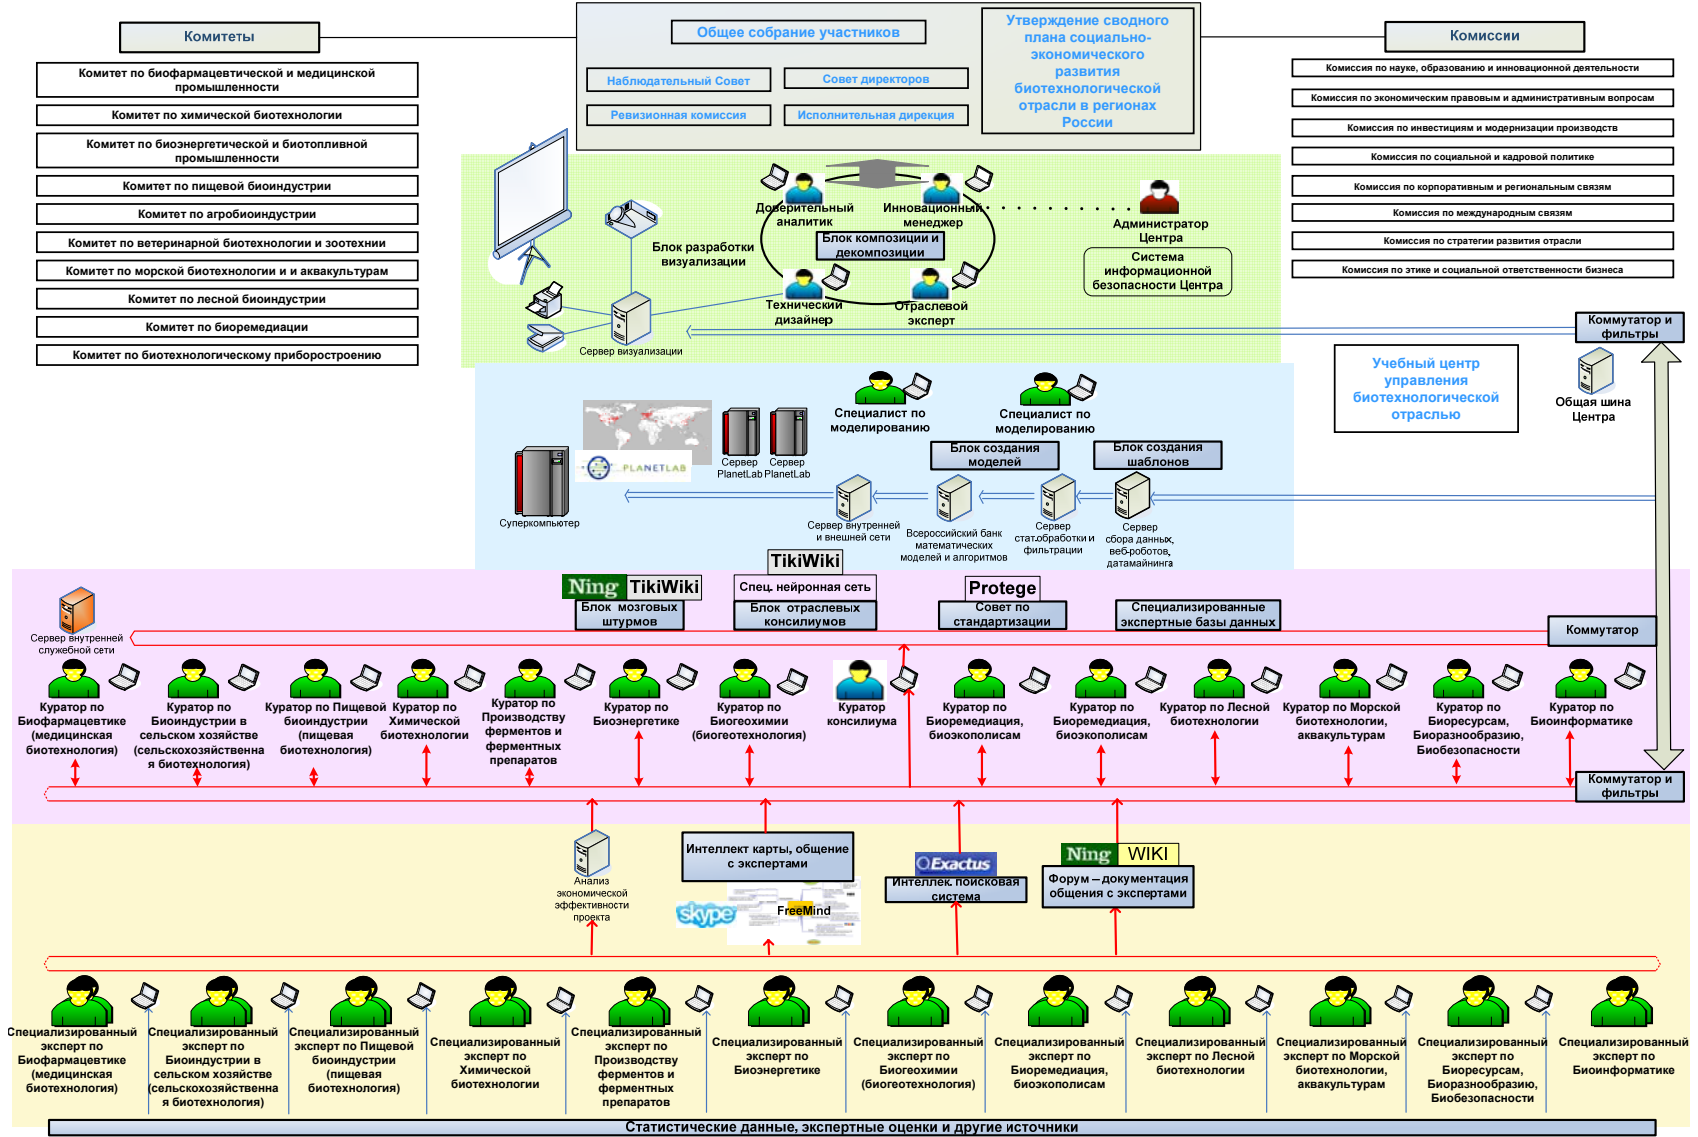 Комитеты
Комитет по биофармацевтической и медицинской
промышленности
Комитет по химической биотехнологии
Комитет по биоэнергетической и биотопливной
промышленности
Комитет по пищевой биоиндустрии
Комитет по агробиоиндустрии
Комитет по ветеринарной биотехнологии и зоотехнии
Комитет по морской биотехнологии и и аквакультурам
Комитет по лесной биоиндустрии
Комитет по биоремедиации
Комитет по биотехнологическому приборостроению
Общее собрание участников
Наблюдательный Совет
Совет директоров
Ревизионная комиссия
Исполнительная дирекция
Утверждение сводного
плана социально-
экономического
развития
биотехнологической
отрасли в регионах
России
Комиссии
Комиссия по науке, образованию и инновационной деятельности
Комиссия по экономическим правовым и административным вопросам
Комиссия по инвестициям и модернизации производств
Комиссия по социальной и кадровой политике
Комиссия по корпоративным и региональным связям
Комиссия по международным связям
Комиссия по стратегии развития отрасли
Комиссия по этике и социальной ответственности бизнеса
Доверительный
аналитик
Инновационный
менеджер
Блок разработки
визуализации
Блок композиции и
декомпозиции
Администратор
Центра
Система
информационной
безопасности Центра
Технический
дизайнер
Отраслевой
эксперт
Сервер визуализации
Коммутатор и
фильтры
Учебный центр
управления
биотехнологической
отраслью
Общая шина
Центра
Специалист по
моделированию
Специалист по
моделированию
PLANETLAB
Сервер
PlanetLab
Сервер
PlanetLab
Блок создания
моделей
Блок создания
шаблонов
Суперкомпьютер
Сервер внутренней
и внешней сети
Всероссийский банк
математических
моделей и алгоритмов
Сервер
стат.обработки и
фильтрации
Сервер
сбора данных,
веб-роботов,
датамайнинга
TikiWiki
Ning
TikiWiki
Спец. нейронная сеть
Protege
Блок мозговых
штурмов
Блок отраслевых
консилиумов
Совет по
стандартизации
Специализированные
экспертные базы данных
Коммутатор
Сервер внутренней
служебной сети
Куратор по
Биофармацевтике
(медицинская
биотехнология)
Куратор по
Биоиндустрии в
сельском хозяйстве
(сельскохозяйственна
я биотехнология)
Куратор по Пищевой
биоиндустрии
(пищевая
биотехнология)
Куратор по
Химической
биотехнологии
Куратор по
Производству
ферментов и
ферментных
препаратов
Куратор по
Биоэнергетике
Куратор по
Биогеохимии
(биогеотехнология)
Куратор
консилиума
Куратор по
Биоремедиация,
биоэкополисам
Куратор по
Биоремедиация,
биоэкополисам
Куратор по Лесной
биотехнологии
Куратор по Морской
биотехнологии,
аквакультурам
Куратор по
Биоресурсам,
Биоразнообразию,
Биобезопасности
Куратор по
Биоинформатике
Коммутатор и
фильтры
Анализ
экономической
эффективности
проекта
Интеллект карты, общение
с экспертами
skype
FreeMind
Exactus
Интеллек. поисковая
система
Ning
WIKI
Форум – документация
общения с экспертами
Специализированный
эксперт по
Биофармацевтике
(медицинская
биотехнология)
Специализированный
эксперт по
Биоиндустрии в
сельском хозяйстве
(сельскохозяйственна
я биотехнология)
Специализированный
эксперт по Пищевой
биоиндустрии
(пищевая
биотехнология)
Специализированный
эксперт по
Химической
биотехнологии
Специализированный
эксперт по
Производству
ферментов и
ферментных
препаратов
Специализированный
эксперт по
Биоэнергетике
Специализированный
эксперт по
Биогеохимии
(биогеотехнология)
Специализированный
эксперт по
Биоремедиация,
биоэкополисам
Специализированный
эксперт по Лесной
биотехнологии
Специализированный
эксперт по Морской
биотехнологии,
аквакультурам
Специализированный
эксперт по
Биоресурсам,
Биоразнообразию,
Биобезопасности
Специализированный
эксперт по
Биоинформатике
Статистические данные, экспертные оценки и другие источники